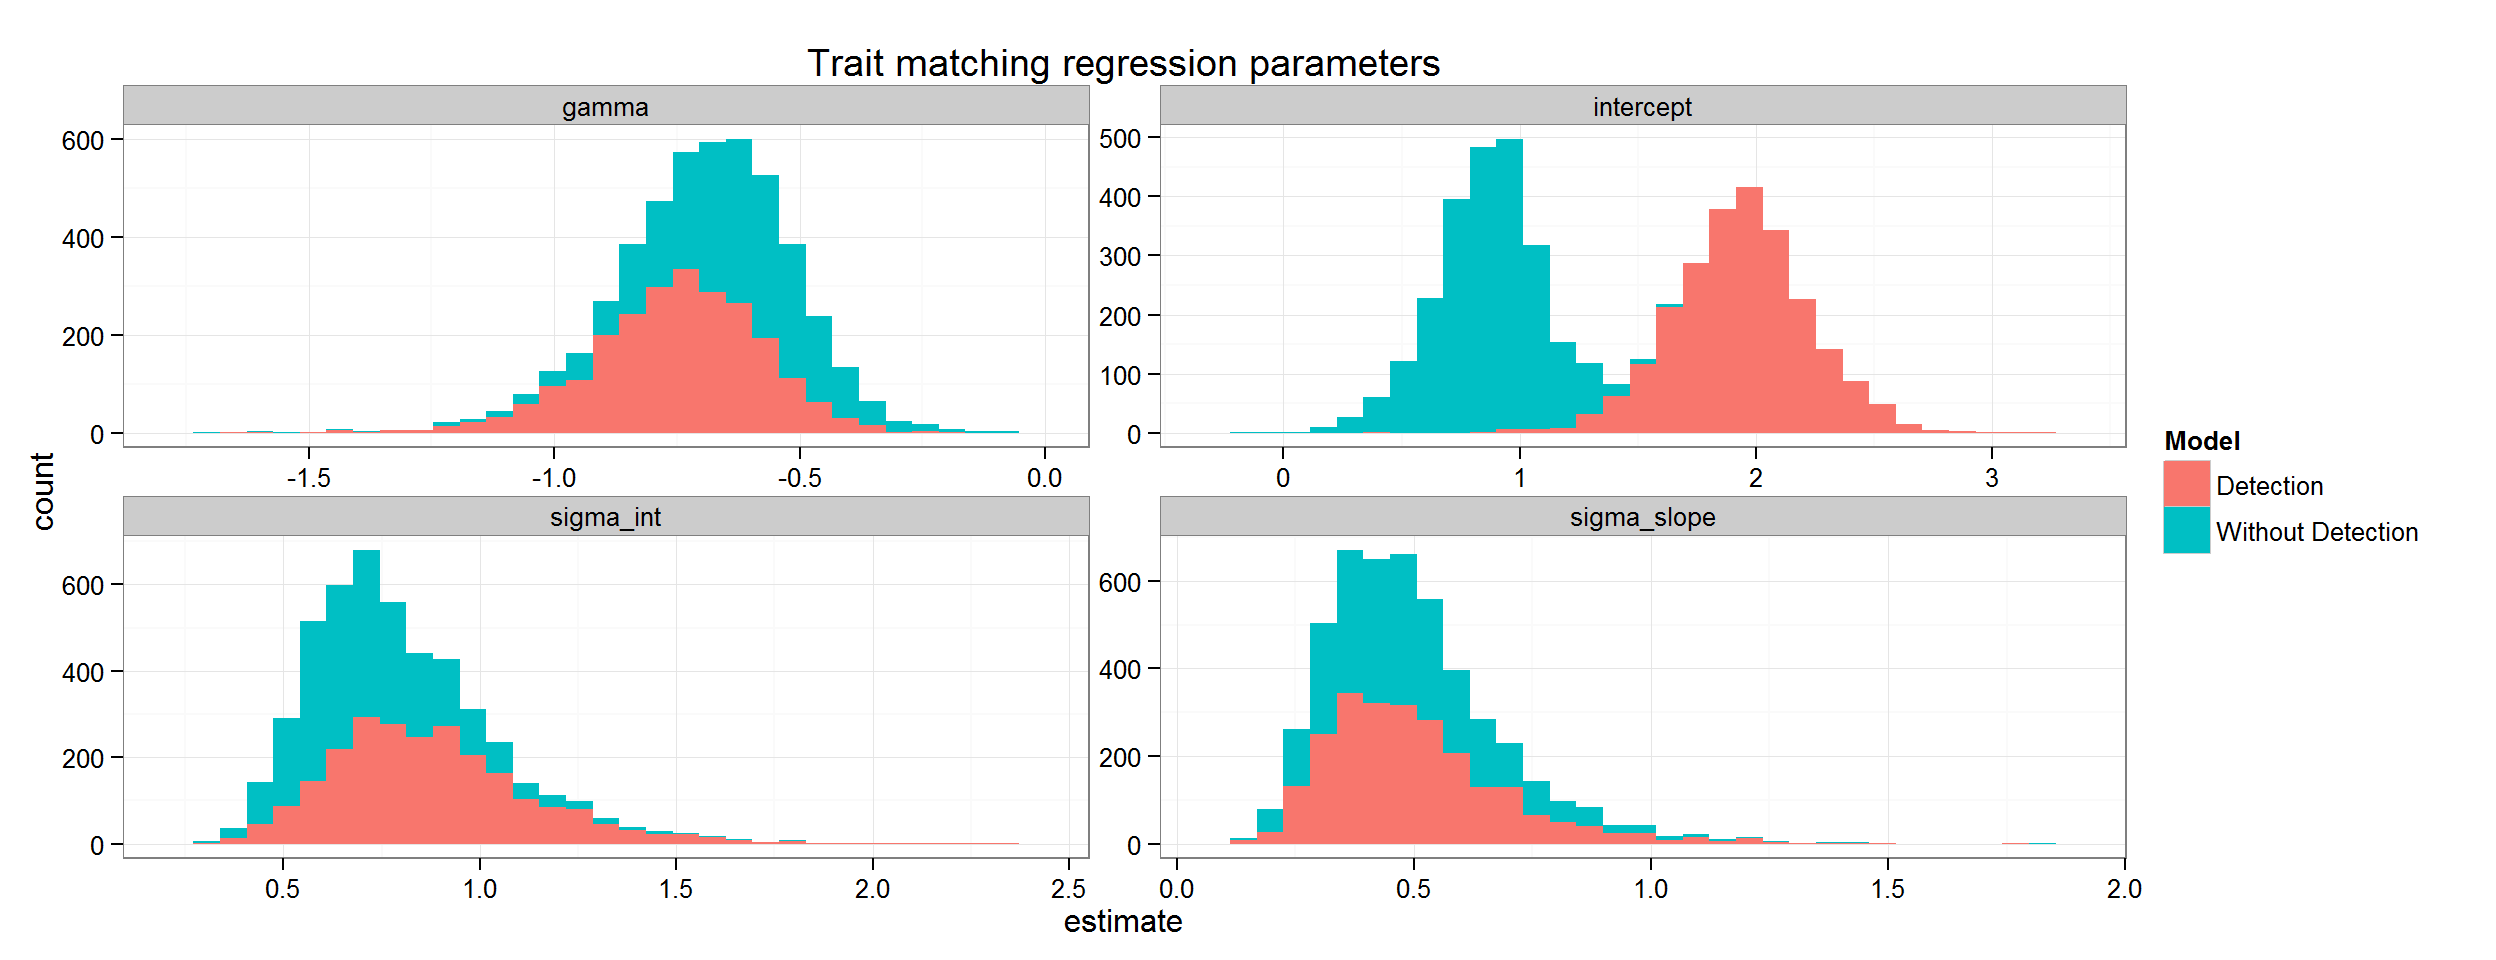 Trait matching regression parameters
gamma
intercept
600
400
200
0
-1.5 -1.0 -0.5 0.0
500
400
300
200
100
0
0 1 2 3
sigma_int
sigma_slope
600
400
200
0
0.5 1.0 1.5 2.0 2.5
600
400
200
0
0.0 0.5 1.0 1.5 2.0
count
estimate
Model
Detection
Without Detection